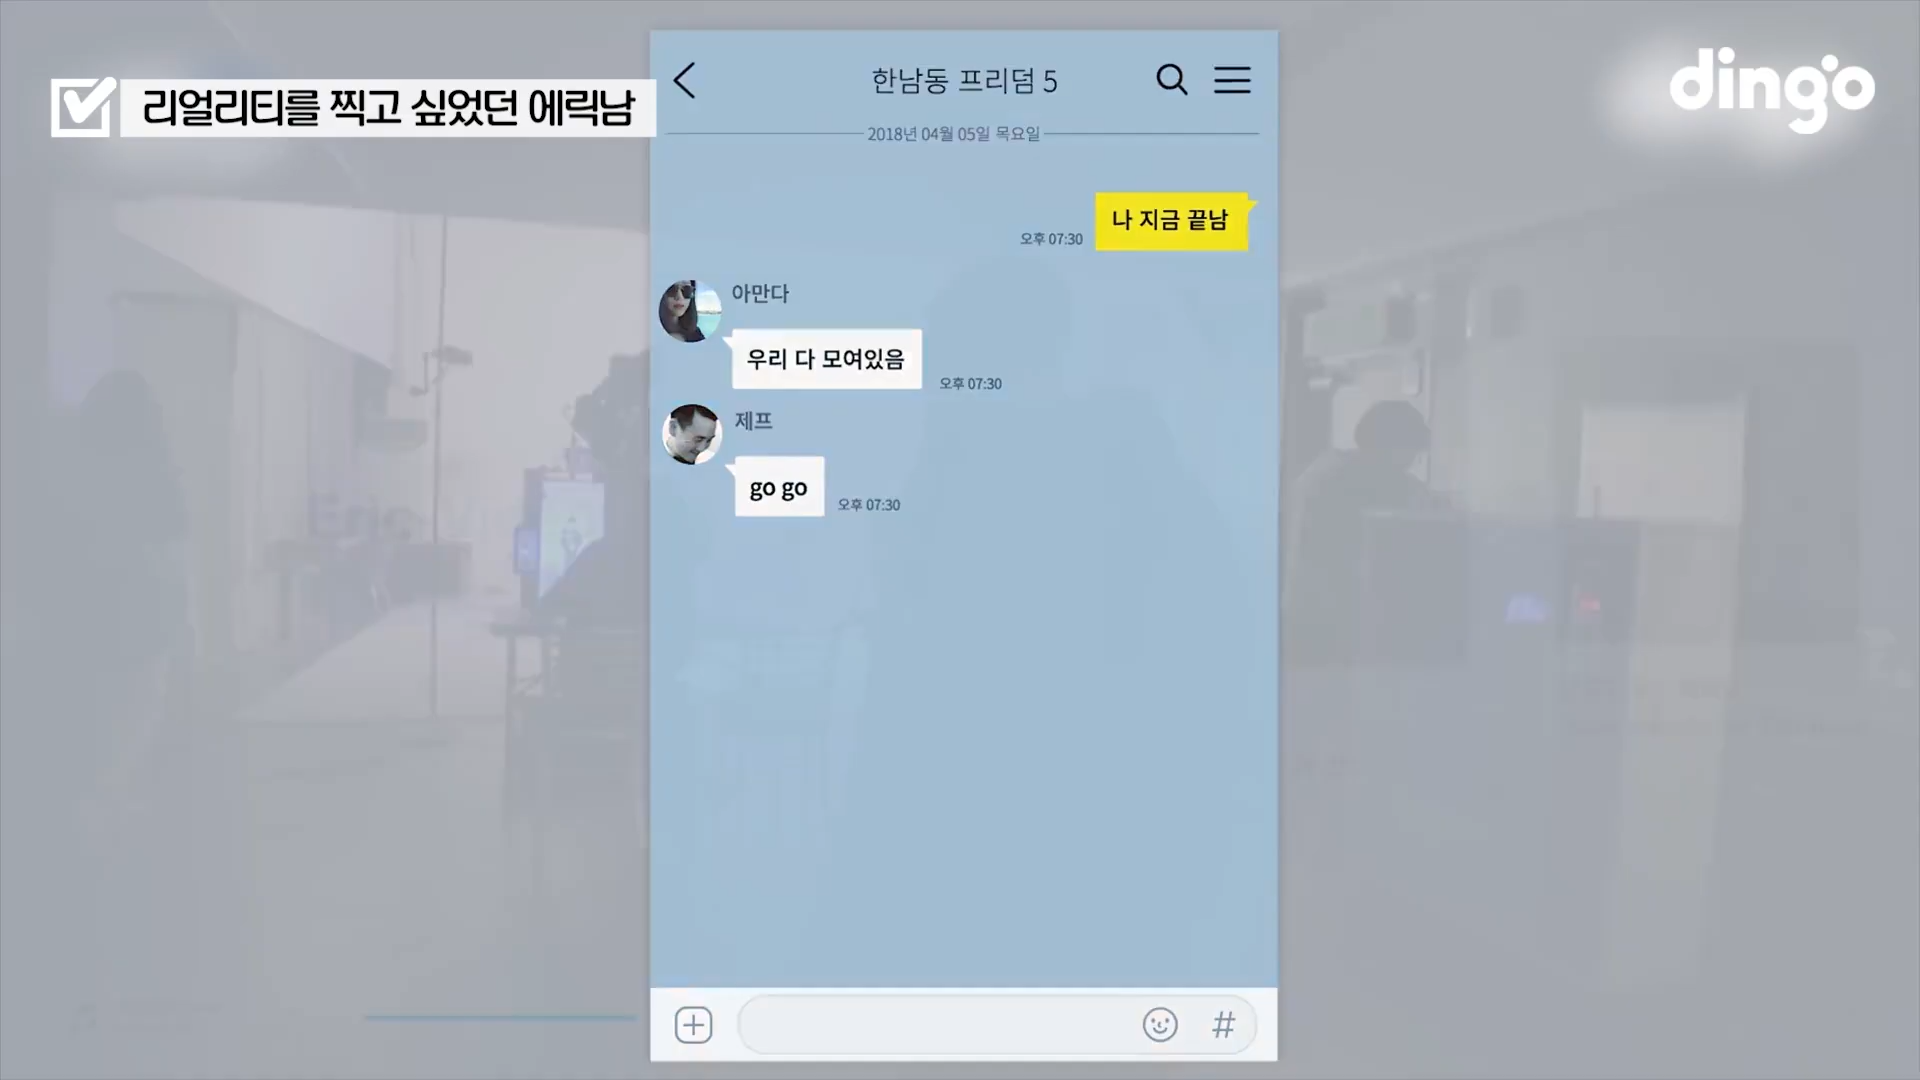 리얼리티를 찍고 싶었던 에릭남
dingo
한남동 프리덤 5
2018년 04월 05일 목요일
나 지금 끝남
오후 07:30
아만다
우리 다 모여있음
오후 07:30
제프
go go
오후 07:30
#